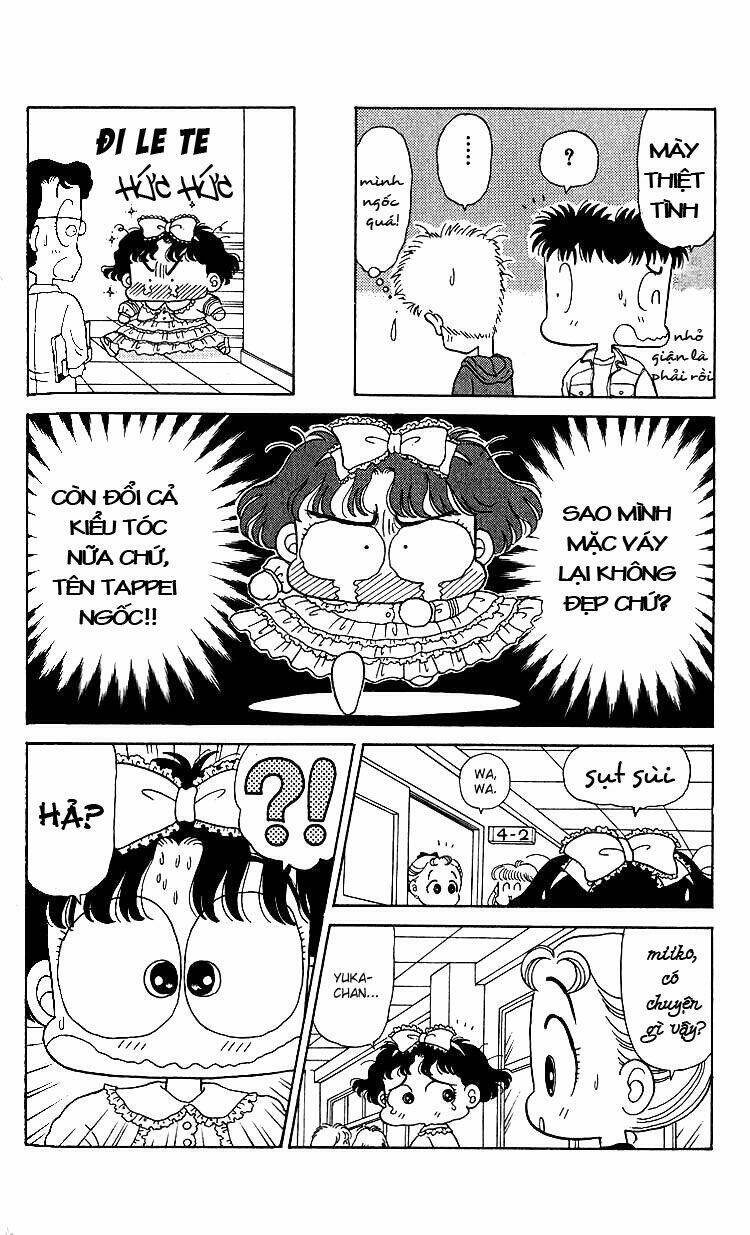 MÀY
THIỆT
TÌNH
?
......
mình
ngốc
quá!
nhỏ
giận là
phải rồi
ĐI LE TE
HỨC HỨC
SAO MÌNH
MẶC VÁY
LẠI KHÔNG
ĐẸP CHỨ?
CÒN ĐỔI CẢ
KIỂU TÓC
NỮA CHỨ,
TÊN TAPPEI
NGỐC!!
sụt sùi
WA,
WA.
4-2
miiko,
có
chuyện
gì vậy?
YUKA-
CHAN...
?!
HẢ?